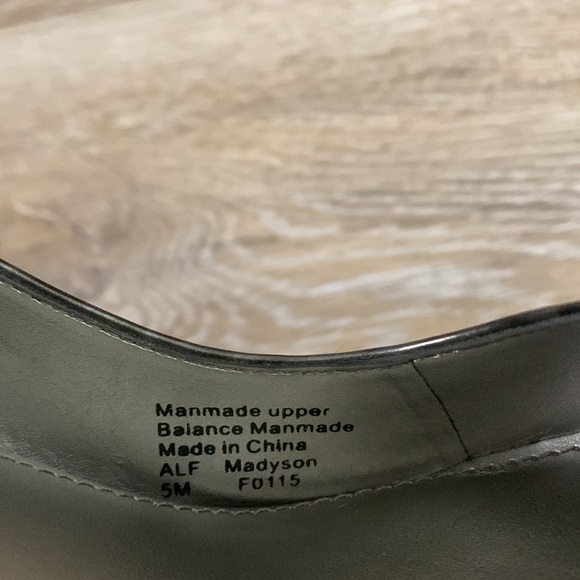 Manmade upper
Balance Manmade
Made in China
ALF Madyson
5M F0115